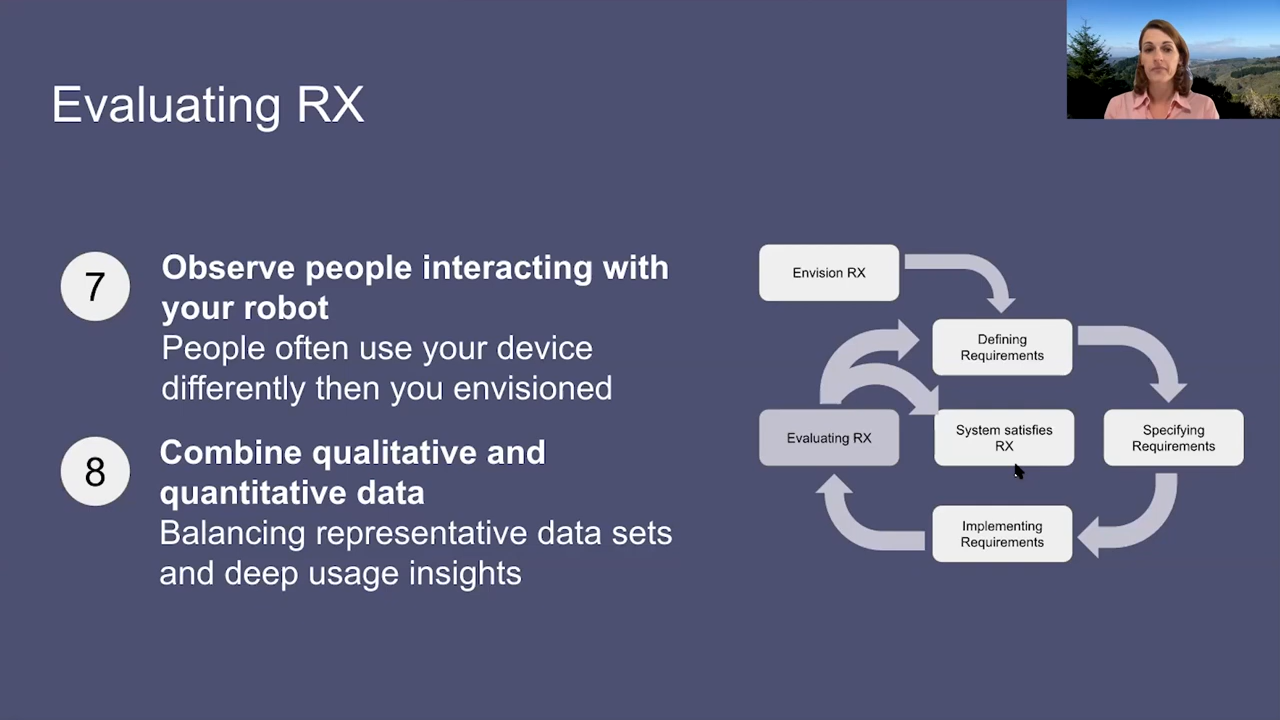 Evaluating RX
7
Observe people interacting with
your robot
People often use your device
differently then you envisioned
8
Combine qualitative and
quantitative data
Balancing representative data sets
and deep usage insights
Envision RX
Defining
Requirements
Evaluating RX
System satisfies
RX
Specifying
Requirements
Implementing
Requirements